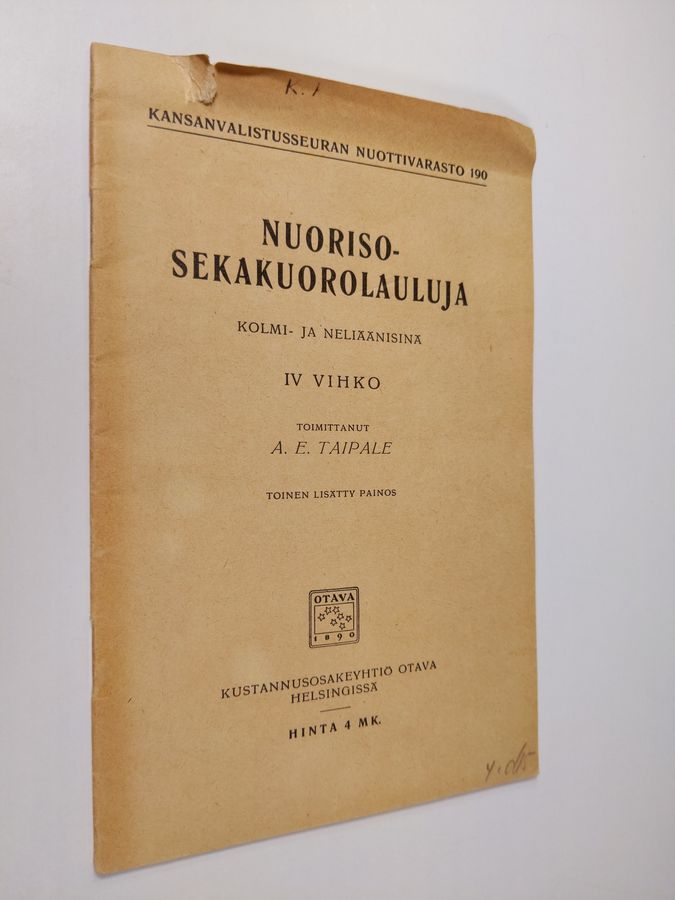 K.
KANSANVALISTUSSEURAN NUOTTIVARASTO 190
NUORISO-
SEKAKUOROLAULUJA
KOLMI- JA NELIÄÄNISINÄ
IV VIHKO
TOIMITTANUT
A. E. TAIPALE
TOINEN LISÄTTY PAINOS
OTAVA
1890
KUSTANNUSOSAKEYHTIÖ OTAVA
HELSINGISSÄ
HINTA 4 MK.